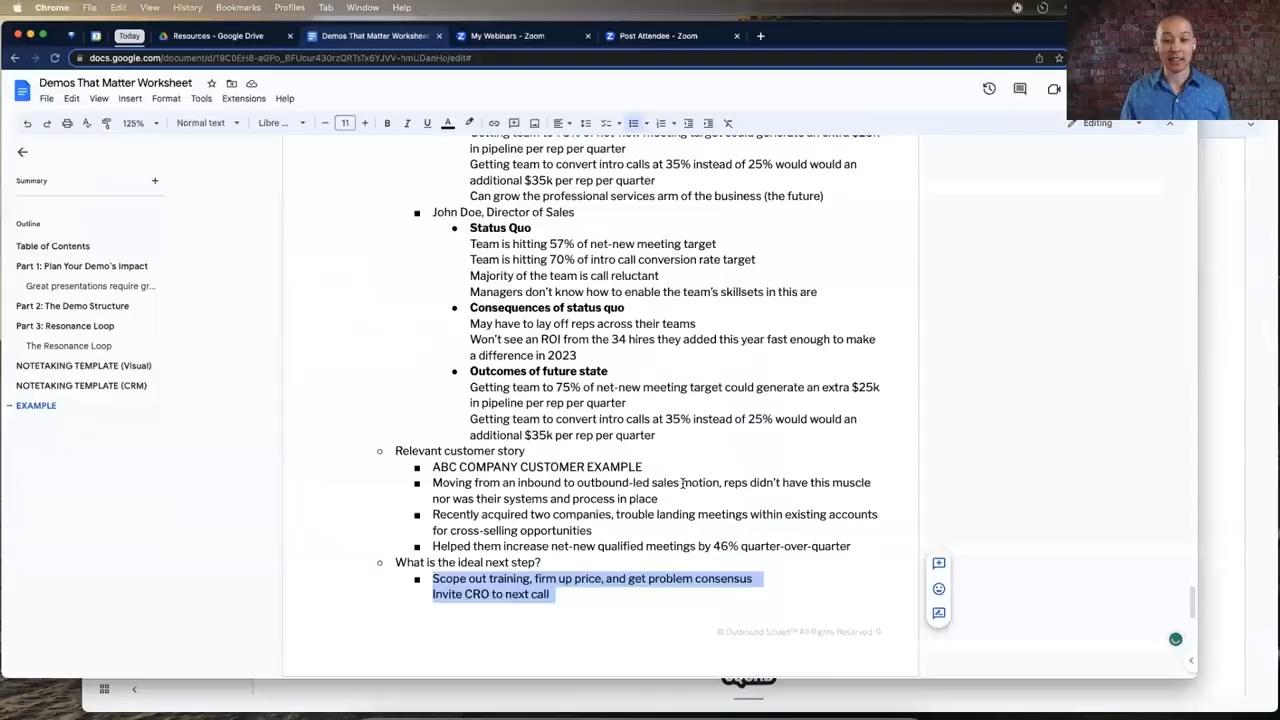 Chrome File Edit View History Bookmarks Profiles Tab Window Help
Today Resources - Google Drive Demos That Matter Worksheet My Webinars - Zoom Post Attendee - Zoom
docs.google.com/document/d/
Demos That Matter Worksheet
File Edit View Insert Format Tools Extensions Help
125% Normal text Libre ... 11 B I U A Editing
Summary
Outline
Table of Contents
Part 1: Plan Your Demo's Impact
Great presentations require gr...
Part 2: The Demo Structure
Part 3: Resonance Loop
The Resonance Loop
NOTETAKING TEMPLATE (Visual)
NOTETAKING TEMPLATE (CRM)
EXAMPLE
in pipeline per rep per quarter
Getting team to convert intro calls at 35% instead of 25% would would an
additional $35k per rep per quarter
Can grow the professional services arm of the business (the future)
John Doe, Director of Sales
Status Quo
Team is hitting 57% of net-new meeting target
Team is hitting 70% of intro call conversion rate target
Majority of the team is call reluctant
Managers don't know how to enable the team's skillsets in this are
Consequences of status quo
May have to lay off reps across their teams
Won't see an ROI from the 34 hires they added this year fast enough to make
a difference in 2023
Outcomes of future state
Getting team to 75% of net-new meeting target could generate an extra $25k
in pipeline per rep per quarter
Getting team to convert intro calls at 35% instead of 25% would would an
additional $35k per rep per quarter
Relevant customer story
ABC COMPANY CUSTOMER EXAMPLE
Moving from an inbound to outbound-led sales motion, reps didn't have this muscle
nor was their systems and process in place
Recently acquired two companies, trouble landing meetings within existing accounts
for cross-selling opportunities
Helped them increase net-new qualified meetings by 46% quarter-over-quarter
What is the ideal next step?
Scope out training, firm up price, and get problem consensus
Invite CRO to next call
© Outbound Squad™ All Rights Reserved 9